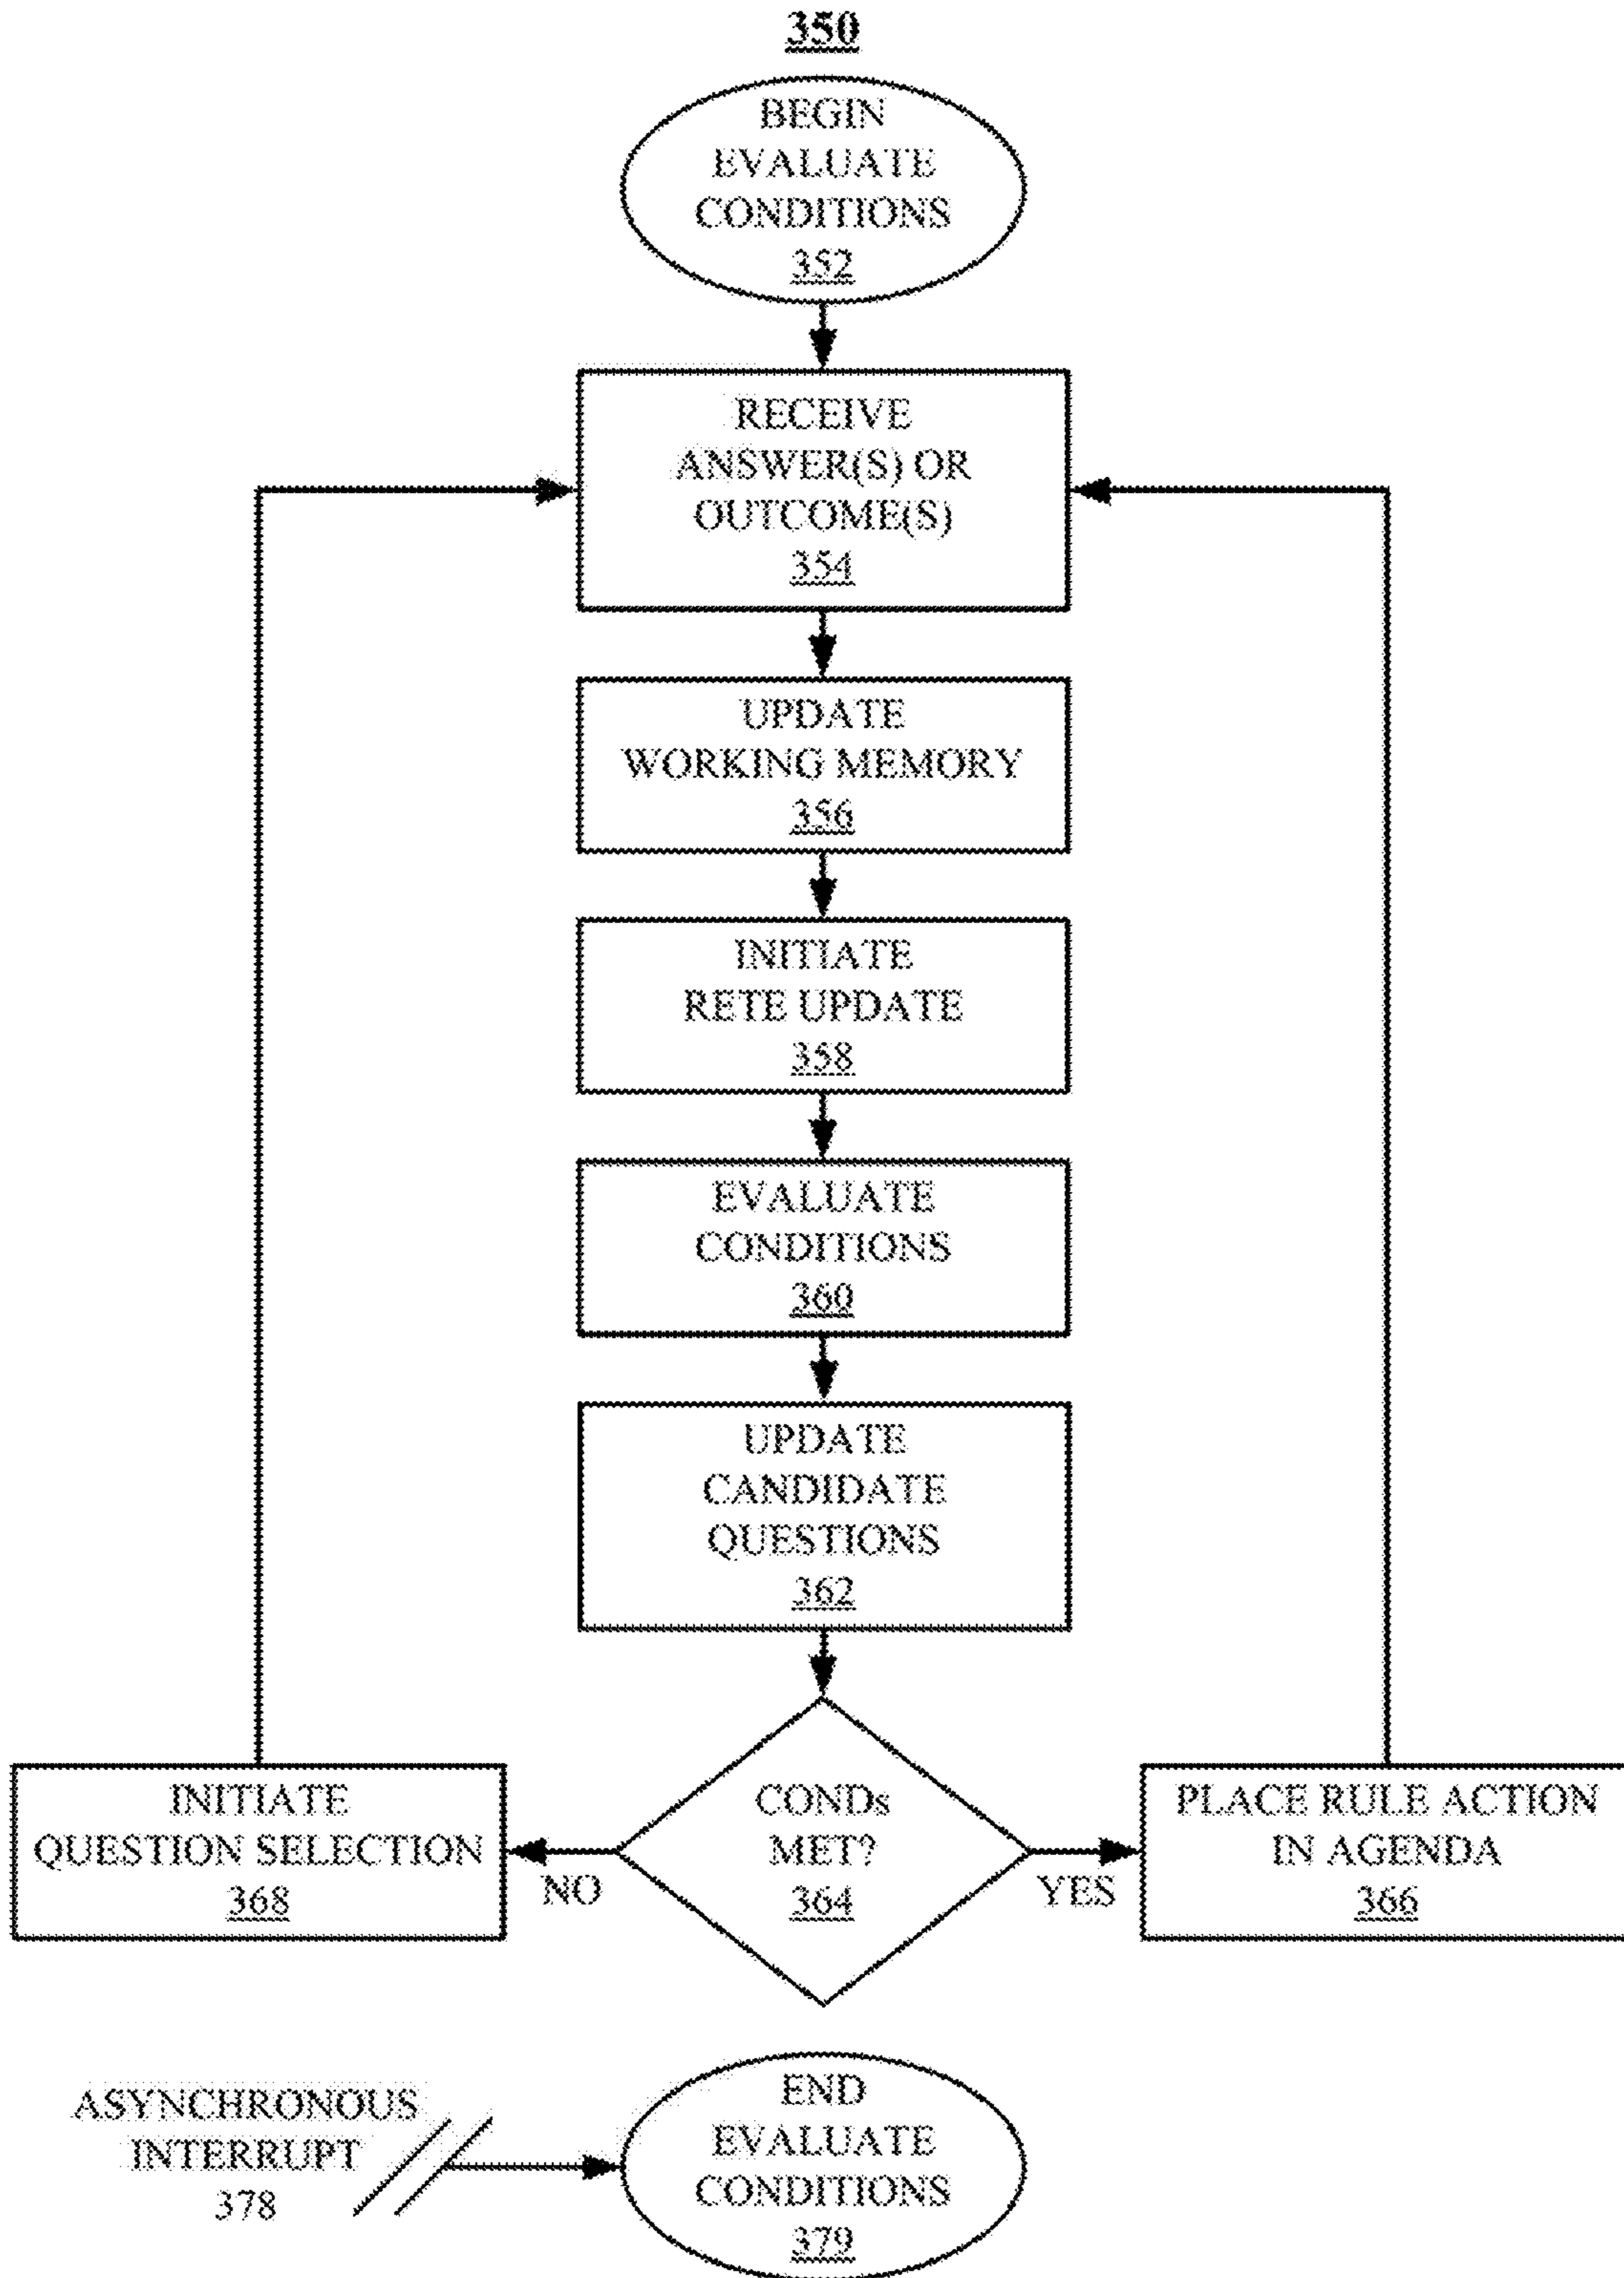 350
BEGIN
EVALUATE
CONDITIONS
352
RECEIVE
ANSWER(S) OR
OUTCOME(S)
354
UPDATE
WORKING MEMORY
356
INITIATE
RETE UPDATE
358
EVALUATE
CONDITIONS
360
UPDATE
CANDIDATE
QUESTIONS
362
INITIATE
QUESTION SELECTION
368
NO
CONDs
MET?
364
YES
PLACE RULE ACTION
IN AGENDA
366
ASYNCHRONOUS
INTERRUPT
378
END
EVALUATE
CONDITIONS
379